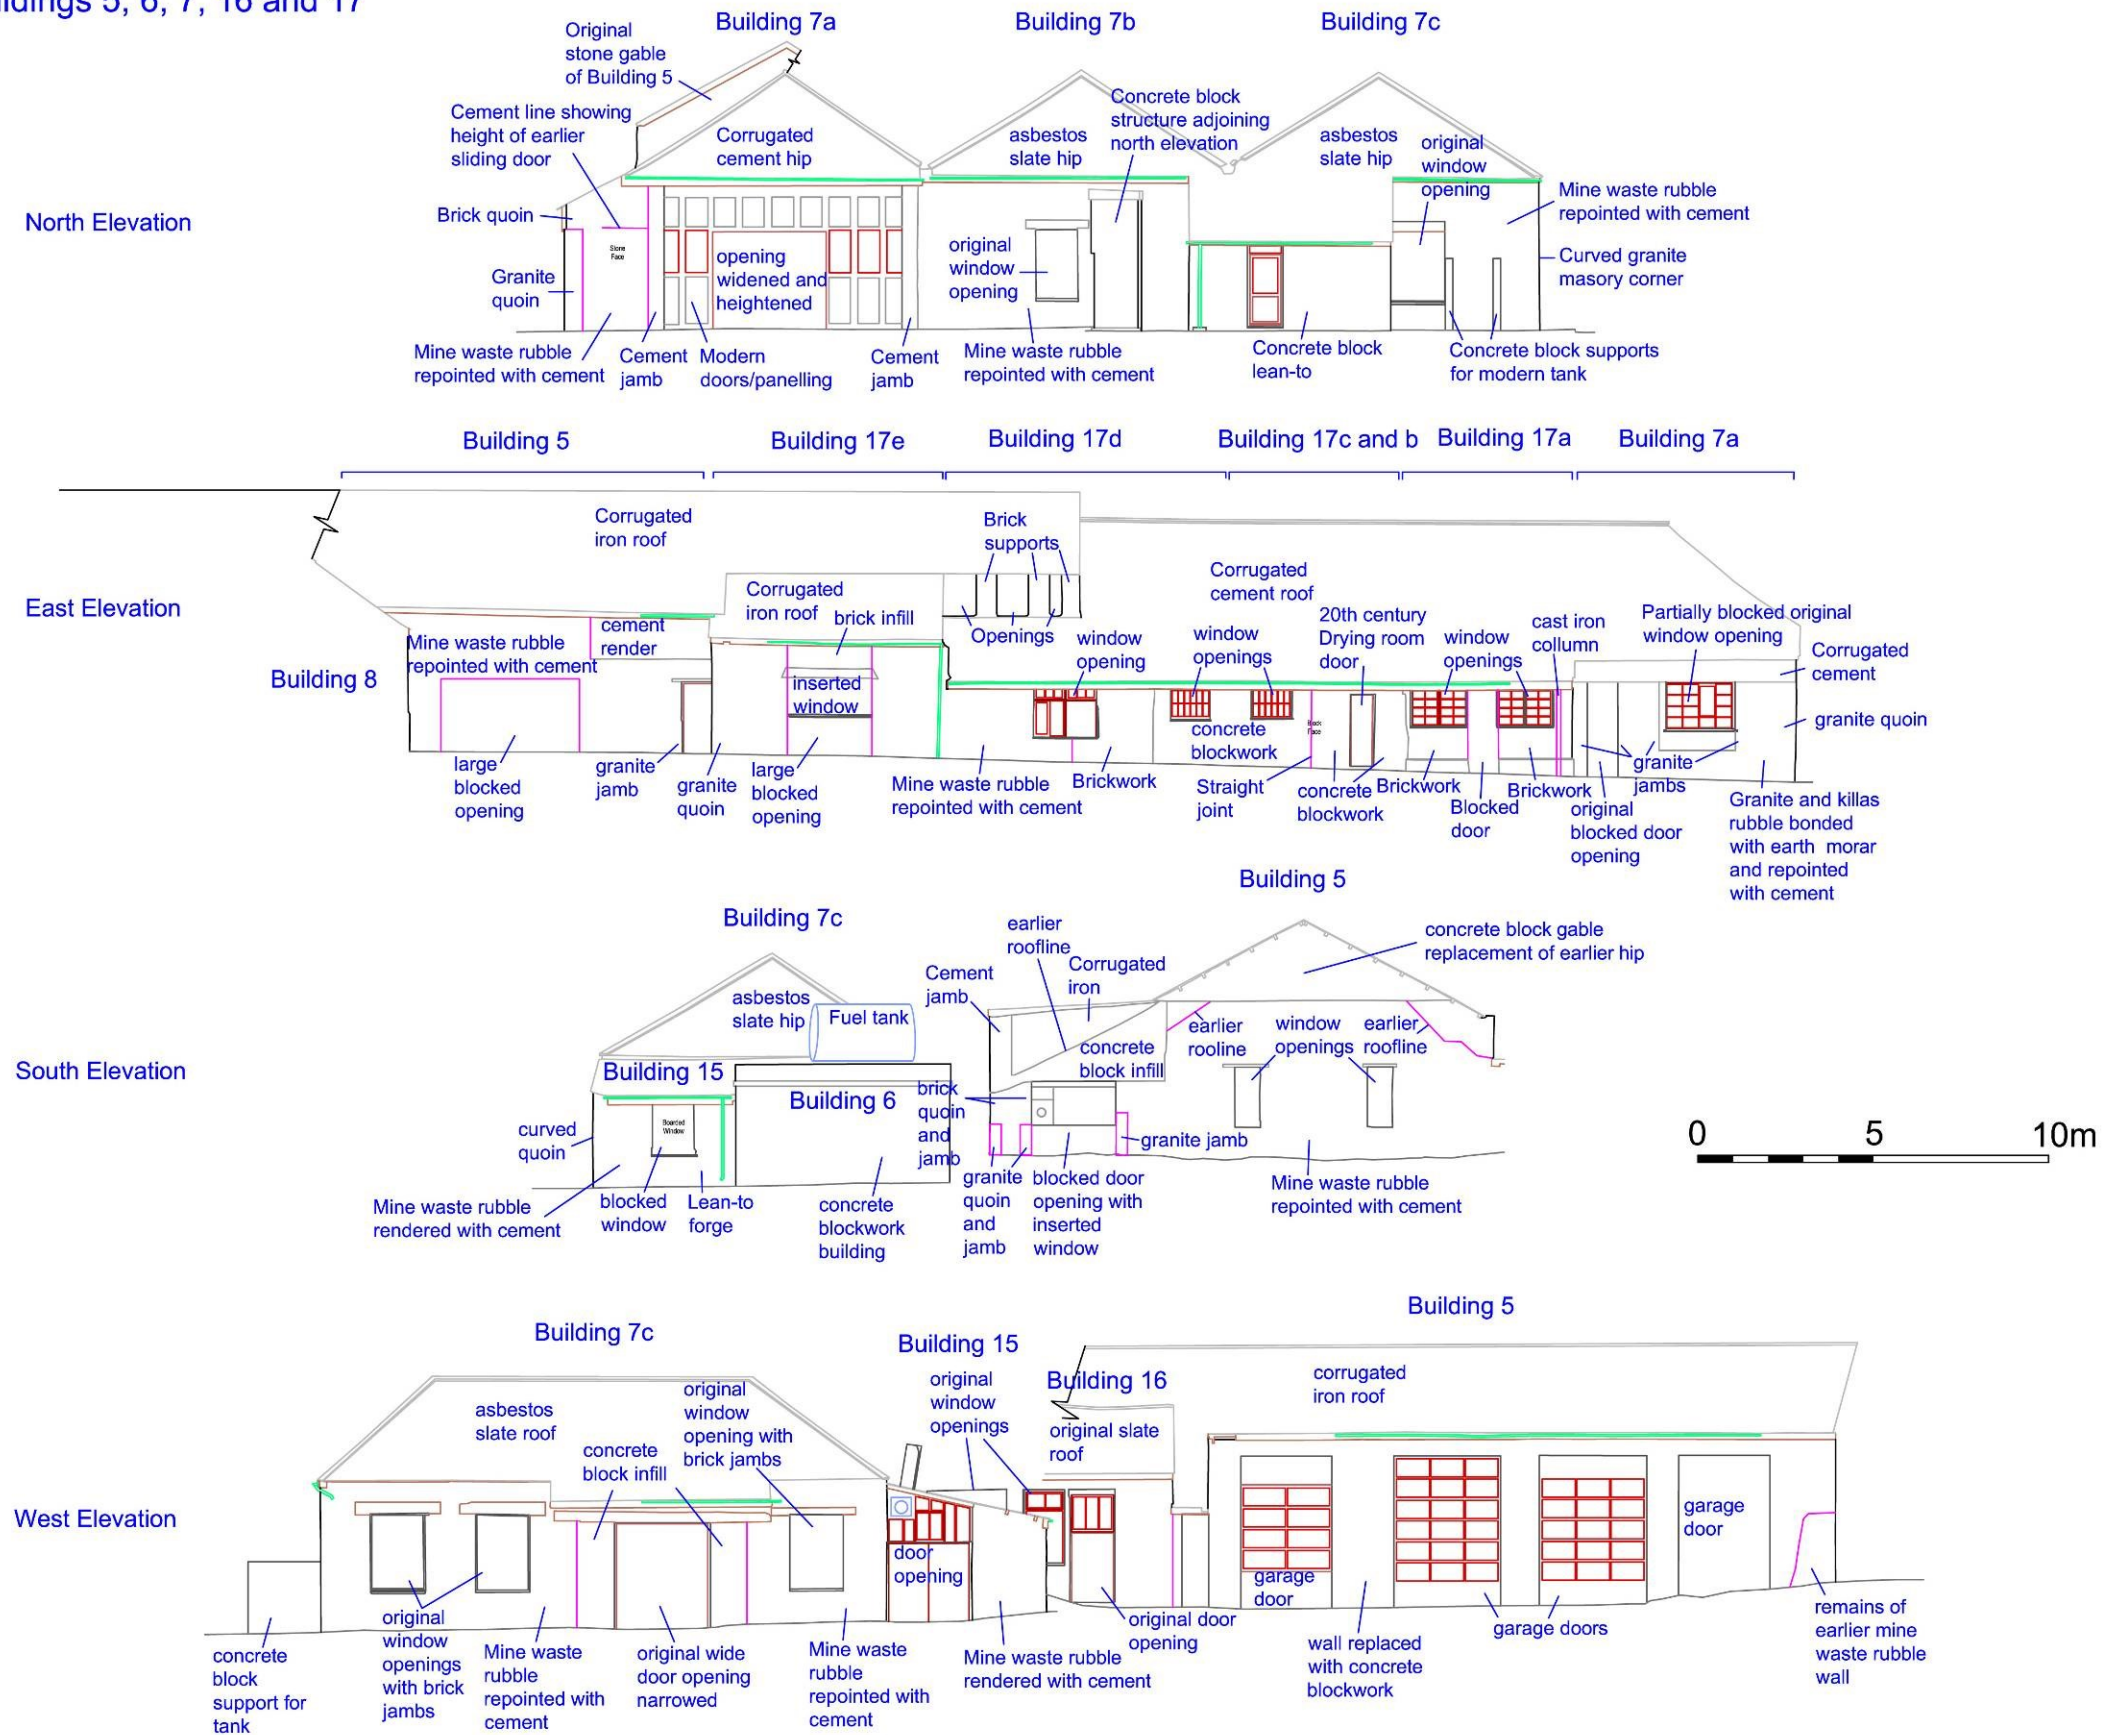 ldings 5, 6, 7, 16 and 17
Building 7a
Building 7b
Building 7c
Original
stone gable
of Building 5
Cement line showing
height of earlier
sliding door
Corrugated
cement hip
asbestos
slate hip
Concrete block
structure adjoining
north elevation
asbestos
slate hip
original
window
opening
Mine waste rubble
repointed with cement
North Elevation
Brick quoin
Stone
Face
Granite
quoin
opening
widened and
heightened
original
window
opening
Curved granite
masory corner
Mine waste rubble
repointed with cement
Cement
jamb
Modern
doors/panelling
Cement
jamb
Mine waste rubble
repointed with cement
Concrete block
lean-to
Concrete block supports
for modern tank
Building 5
Building 17e
Building 17d
Building 17c and b
Building 17a
Building 7a
Corrugated
iron roof
Brick
supports
Corrugated
iron roof
brick infill
Corrugated
cement roof
East Elevation
Building 8
Mine waste rubble
repointed with cement
cement
render
inserted
window
Openings
window
opening
window
openings
20th century
Drying room
door
window
openings
cast iron
collumn
Partially blocked original
window opening
Corrugated
cement
granite quoin
concrete
blockwork
Block
Face
large
blocked
opening
granite
jamb
granite
quoin
large
blocked
opening
Mine waste rubble
repointed with cement
Brickwork
Straight
joint
concrete
blockwork
Brickwork
Blocked
door
Brickwork
original
blocked door
opening
granite
jambs
Granite and killas
rubble bonded
with earth morar
and repointed
with cement
Building 7c
Building 5
earlier
roofline
Cement
jamb
Corrugated
iron
concrete block gable
replacement of earlier hip
asbestos
slate hip
Fuel tank
earlier
rooline
window
openings
earlier
roofline
concrete
block infill
South Elevation
Building 15
Building 6
brick
quoin
and
jamb
Boarded
Window
curved
quoin
granite jamb
Mine waste rubble
rendered with cement
blocked
window
Lean-to
forge
concrete
blockwork
building
granite
quoin
and
jamb
blocked door
opening with
inserted
window
Mine waste rubble
repointed with cement
0
5
10m
Building 7c
Building 15
Building 16
Building 5
asbestos
slate roof
concrete
block infill
original
window
opening with
brick jambs
original
window
openings
original slate
roof
corrugated
iron roof
West Elevation
door
opening
garage
door
garage
door
concrete
block
support for
tank
original
window
openings
with brick
jambs
Mine waste
rubble
repointed with
cement
original wide
door opening
narrowed
Mine waste
rubble
repointed with
cement
Mine waste rubble
rendered with cement
original door
opening
wall replaced
with concrete
blockwork
garage doors
remains of
earlier mine
waste rubble
wall